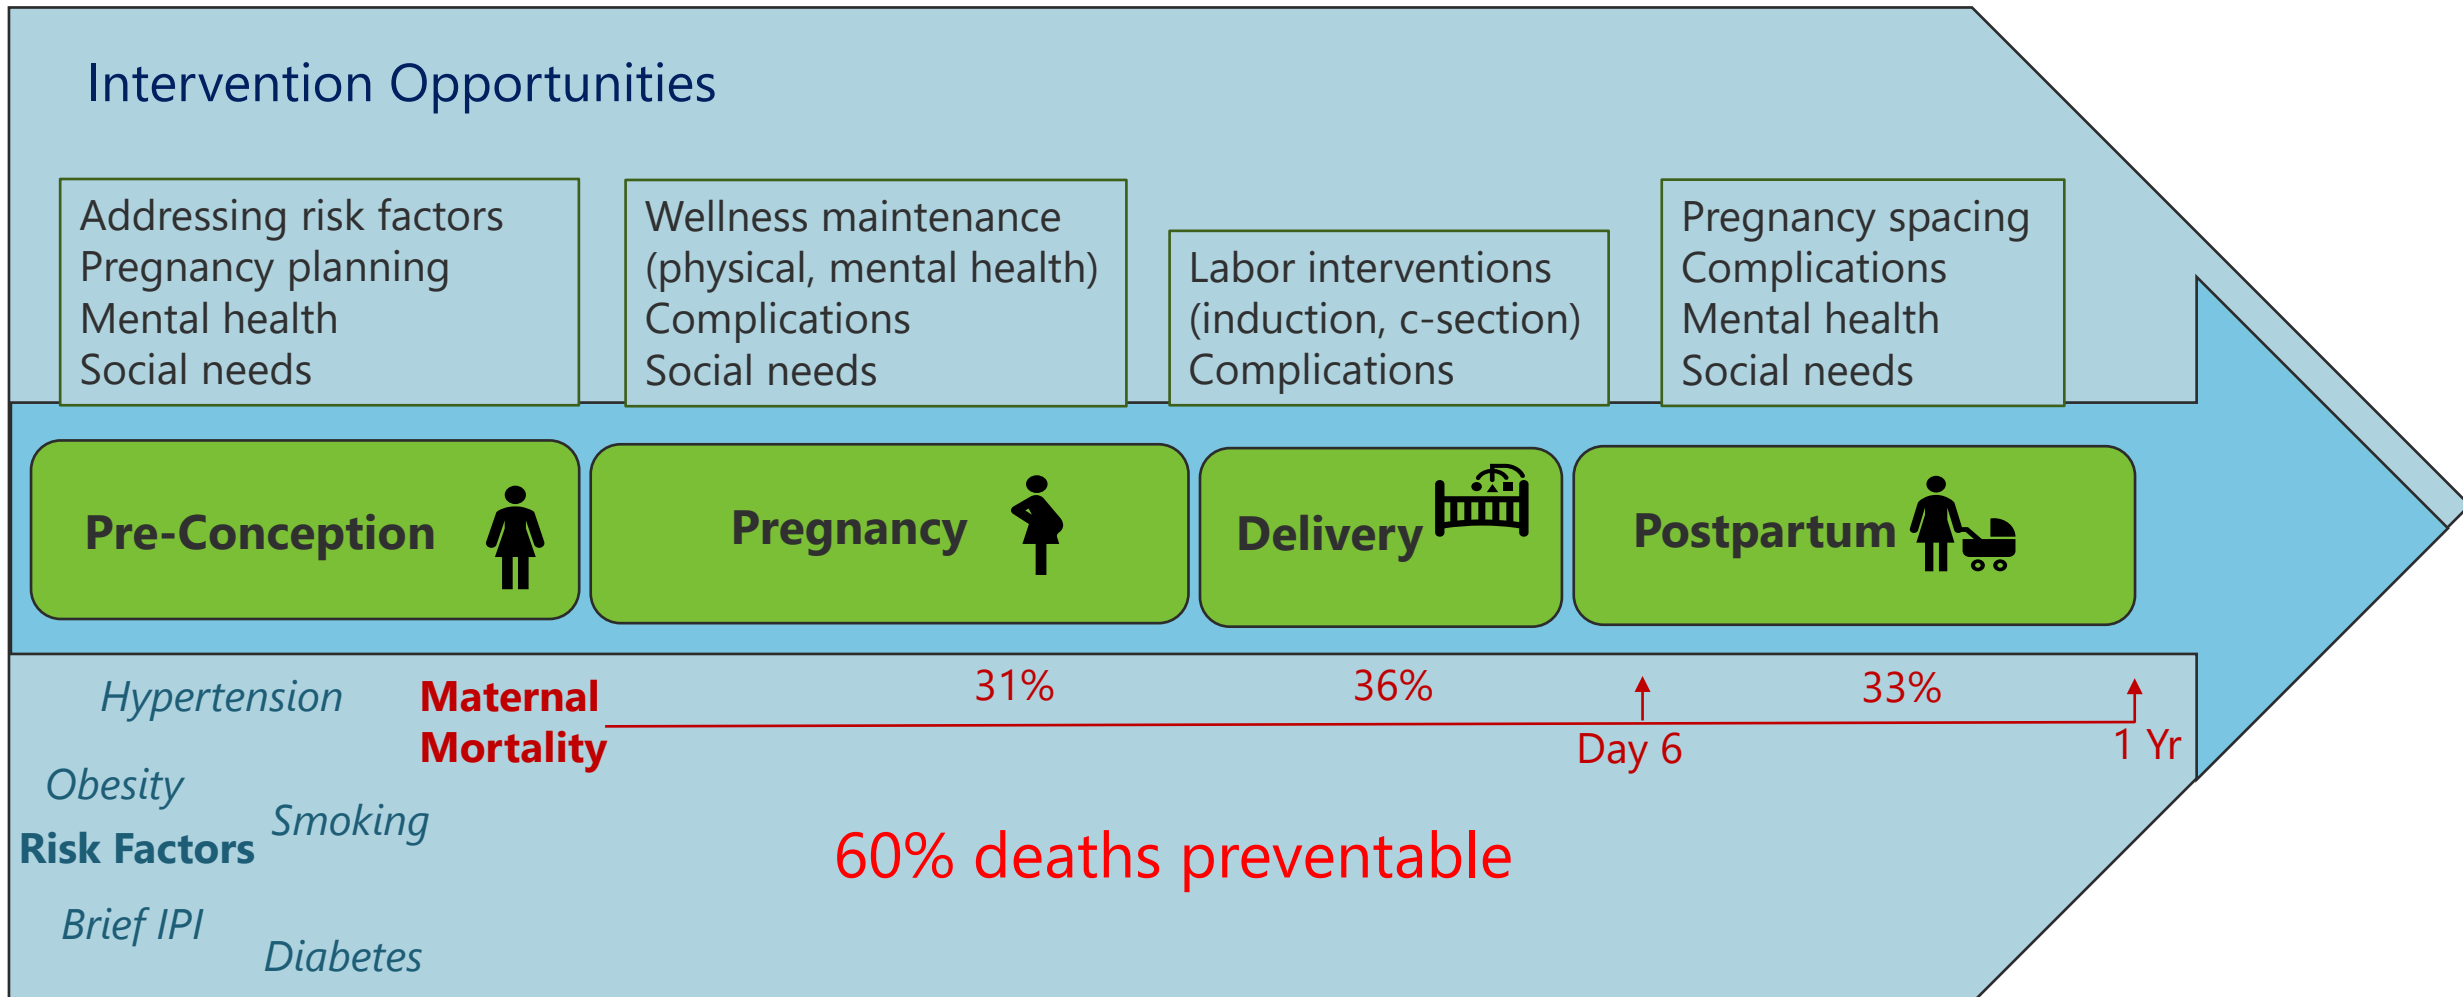 Intervention Opportunities
Addressing risk factors
Pregnancy planning
Mental health
Social needs
Wellness maintenance
(physical, mental health)
Complications
Social needs
Labor interventions
(induction, c-section)
Complications
Pregnancy spacing
Complications
Mental health
Social needs
Pre-Conception
Pregnancy
Delivery
Postpartum
Hypertension
Obesity
Smoking
Risk Factors
Brief IPI
Diabetes
Maternal
Mortality
31%
36%
33%
Day 6
1 Yr
60% deaths preventable